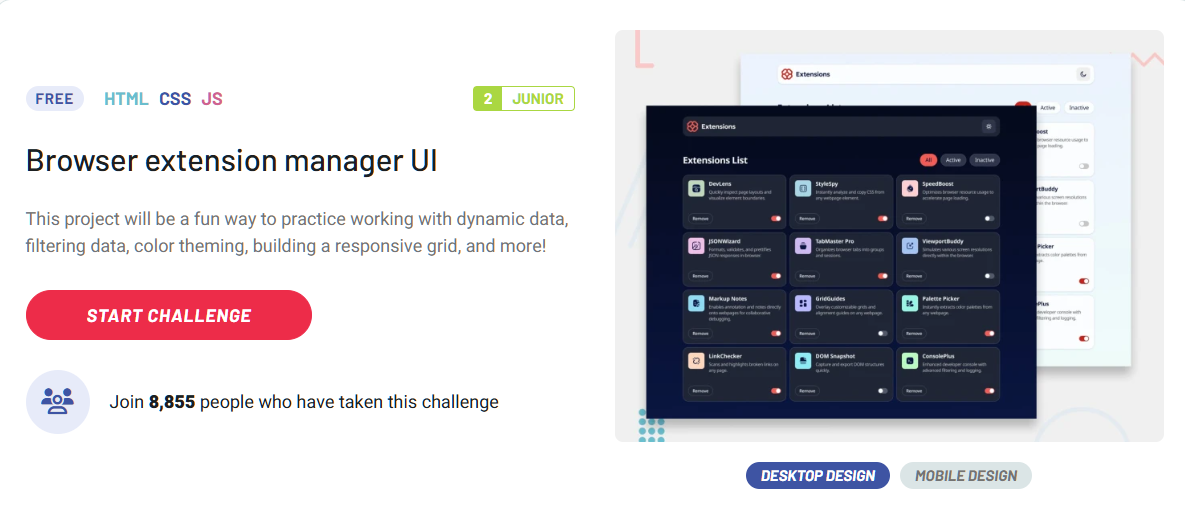 FREE HTML CSS JS 2 JUNIOR
Browser extension manager UI
This project will be a fun way to practice working with dynamic data,
filtering data, color theming, building a responsive grid, and more!
START CHALLENGE
Join 8,855 people who have taken this challenge
Extensions
Active Inactive
Extensions
Extensions List
All Active Inactive
DevLens
Quickly inspect page layouts and
visualize element boundaries.
Remove
StyleSpy
Instantly analyze and copy CSS from
any webpage element.
Remove
SpeedBoost
Optimizes browser resource usage to
accelerate page loading.
Remove
JSONWizard
Formats, validates, and prettifies
JSON responses in-browser.
Remove
TabMaster Pro
Organizes browser tabs into groups
and sessions.
Remove
ViewportBuddy
Simulates various screen resolutions
directly within the browser.
Remove
Markup Notes
Enables annotation and notes directly
onto webpages for collaborative
debugging.
Remove
GridGuides
Overlay customizable grids and
alignment guides on any webpage.
Remove
Palette Picker
Instantly extracts color palettes from
any webpage.
Remove
LinkChecker
Scans and highlights broken links on
any page.
Remove
DOM Snapshot
Capture and export DOM structures
quickly.
Remove
ConsolePlus
Enhanced developer console with
advanced filtering and logging.
Remove
DESKTOP DESIGN MOBILE DESIGN